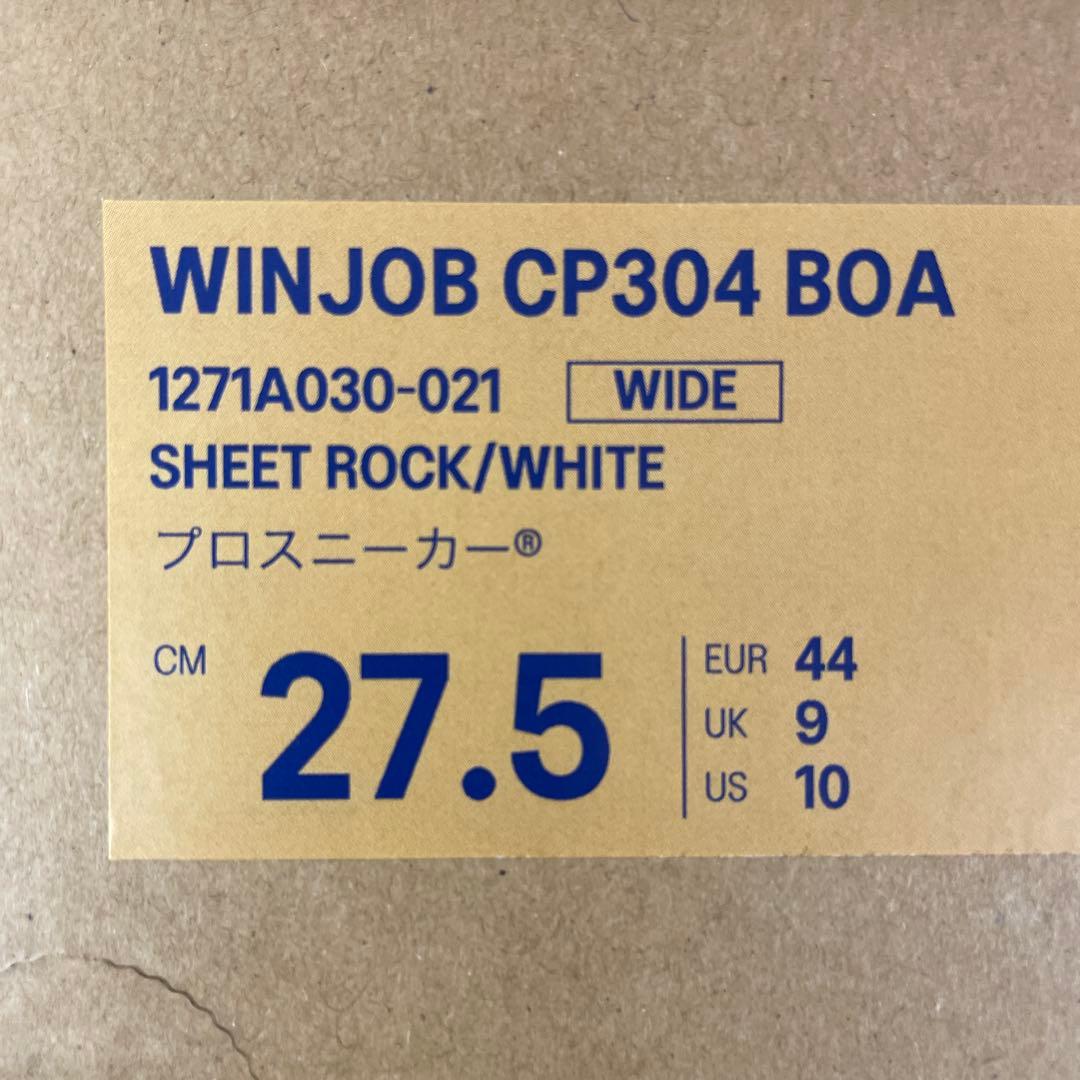 WINJOB CP304 BOA
1271A030-021 WIDE
SHEET ROCK/WHITE
プロスニーカー®
CM 27.5
EUR 44
UK 9
US 10